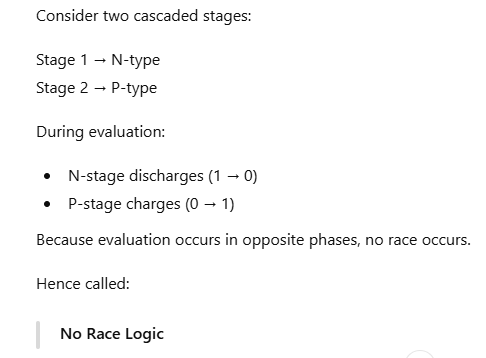 Consider two cascaded stages:
Stage 1 → N-type
Stage 2 → P-type
During evaluation:
• N-stage discharges (1 → 0)
• P-stage charges (0 → 1)
Because evaluation occurs in opposite phases, no race occurs.
Hence called:
No Race Logic